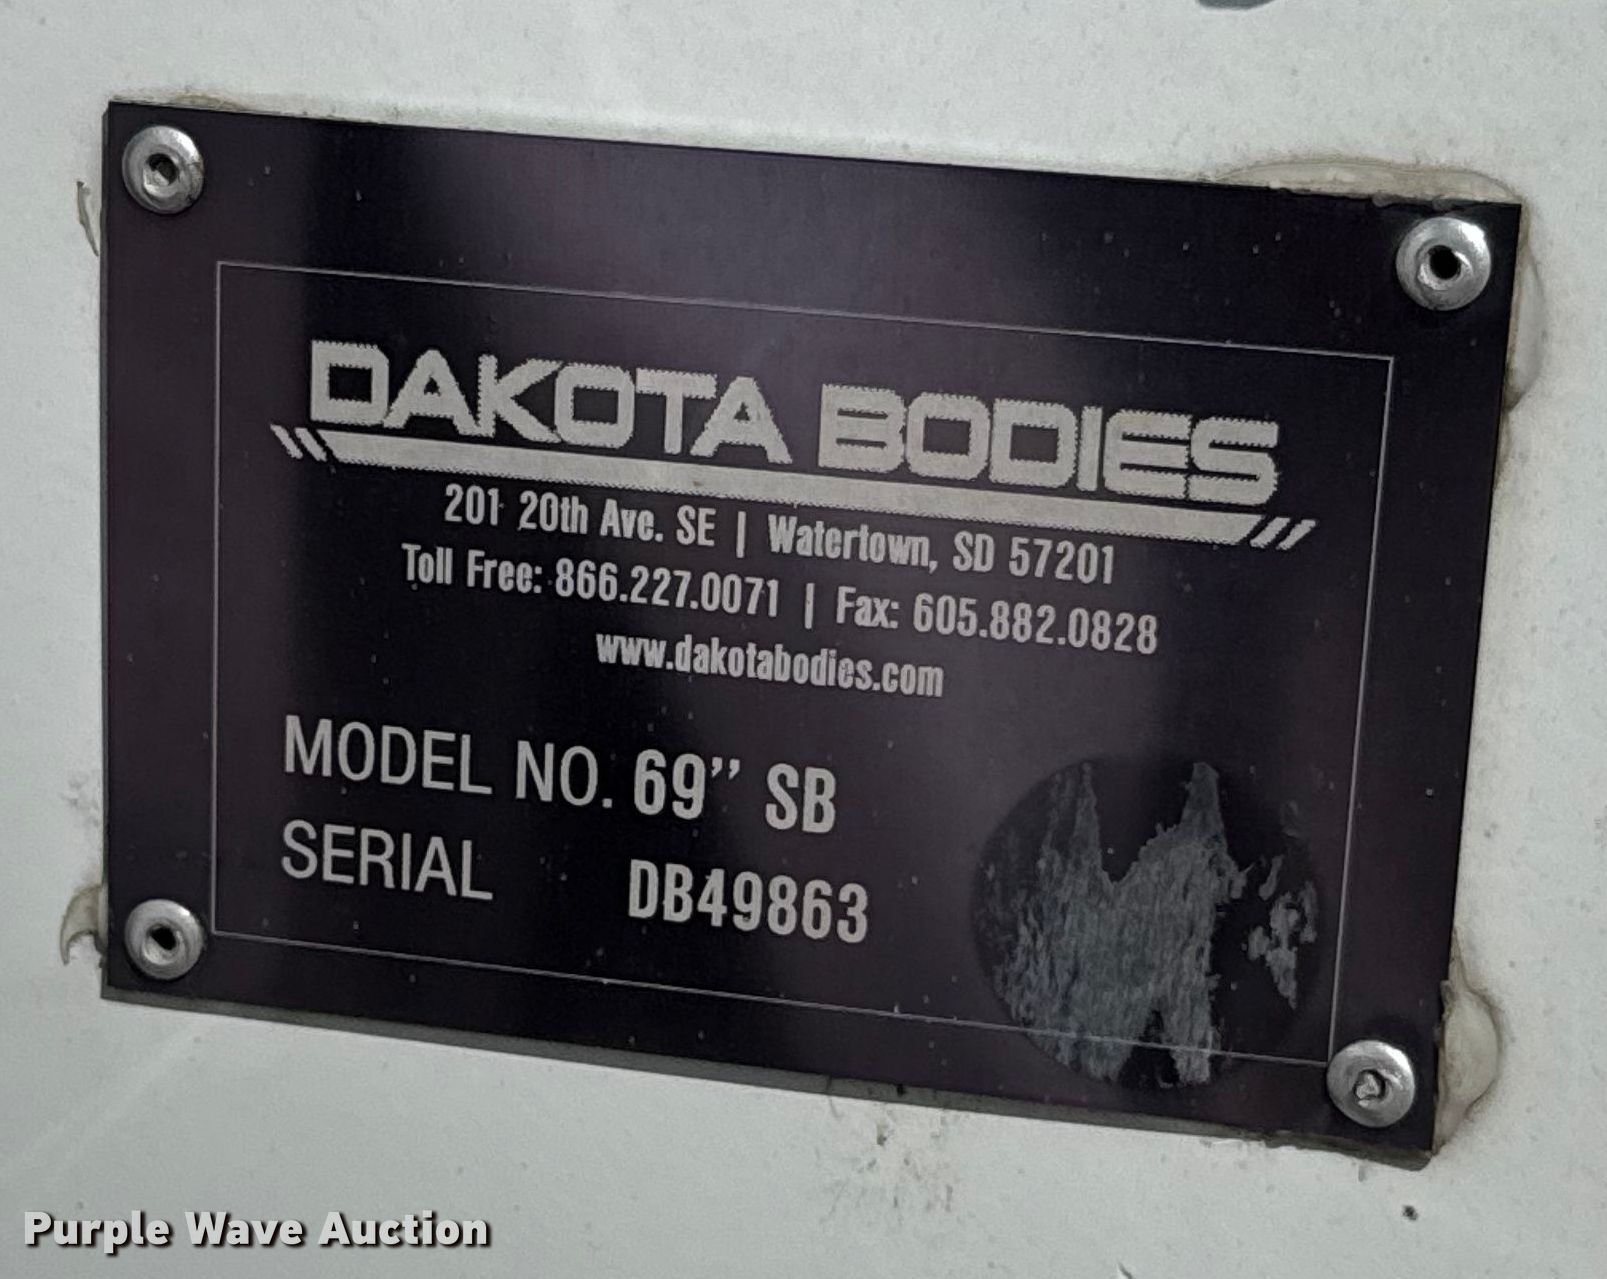 DAKOTA BODIES
201 20th Ave. SE | Watertown, SD 57201
Toll Free: 866.227.0071 | Fax: 605.882.0828
www.dakotabodies.com
MODEL NO. 69" SB
SERIAL DB49863
Purple Wave Auction